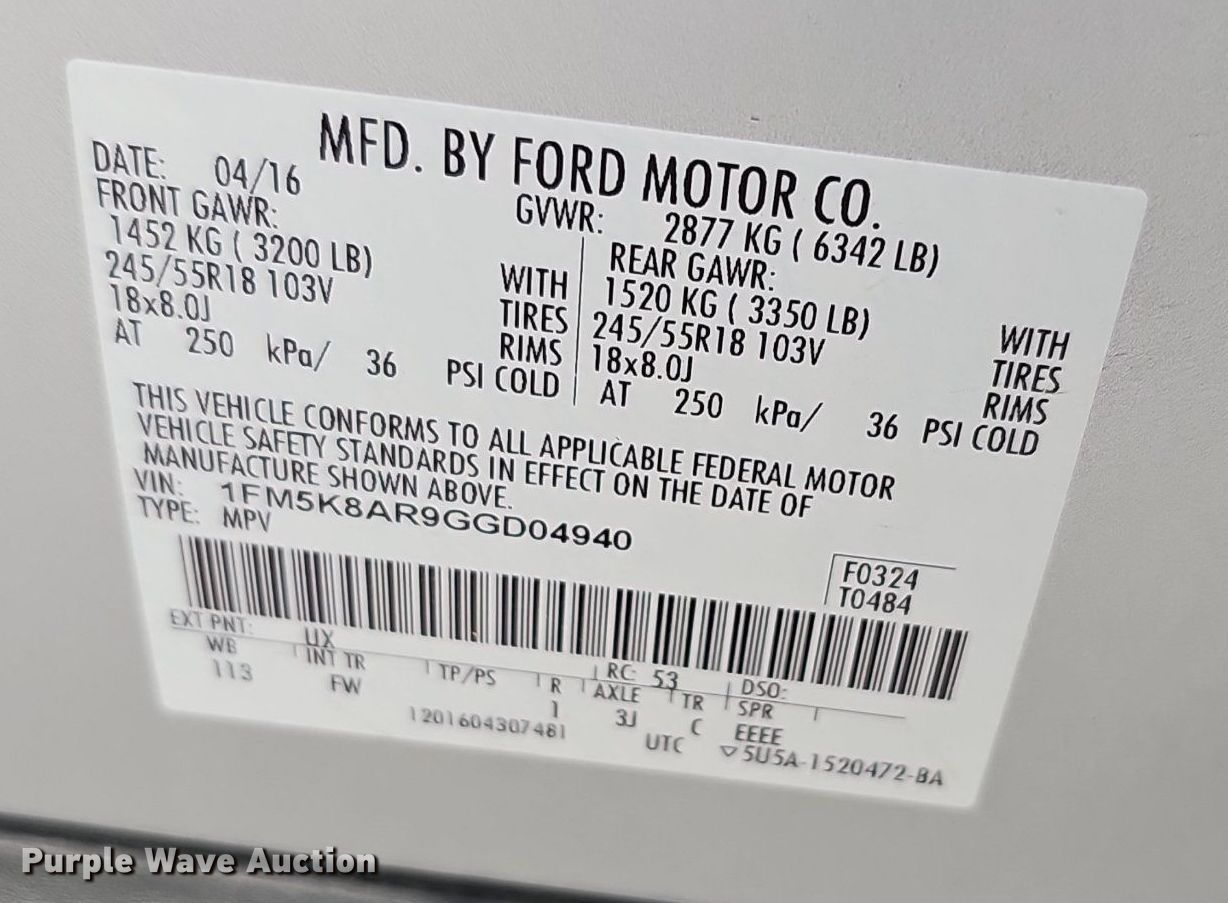 MFD. BY FORD MOTOR CO.
DATE: 04/16
GVWR: 2877 KG ( 6342 LB)
FRONT GAWR:
1452 KG ( 3200 LB) WITH
245/55R18 103V TIRES
18x8.0J RIMS
AT 250 kPa/ 36 PSI COLD
REAR GAWR:
1520 KG ( 3350 LB) WITH
245/55R18 103V TIRES
18x8.0J RIMS
AT 250 kPa/ 36 PSI COLD
THIS VEHICLE CONFORMS TO ALL APPLICABLE FEDERAL MOTOR
VEHICLE SAFETY STANDARDS IN EFFECT ON THE DATE OF
MANUFACTURE SHOWN ABOVE.
VIN: 1FM5K8AR9GGD04940
TYPE: MPV
F0324
T0484
EXT PNT: UX RC: 53 DSO:
WB INT TR TP/PS R AXLE TR SPR
113 FW 1 3J C EEEE
1201604307481 UTC ▽5U5A-1520472-BA
Purple Wave Auction